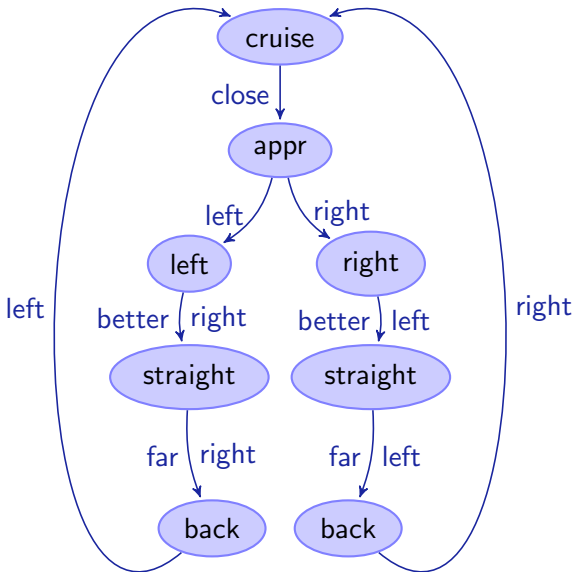 cruise
close
appr
left right
left right
left better right better left right
straight straight
far right far left
back back